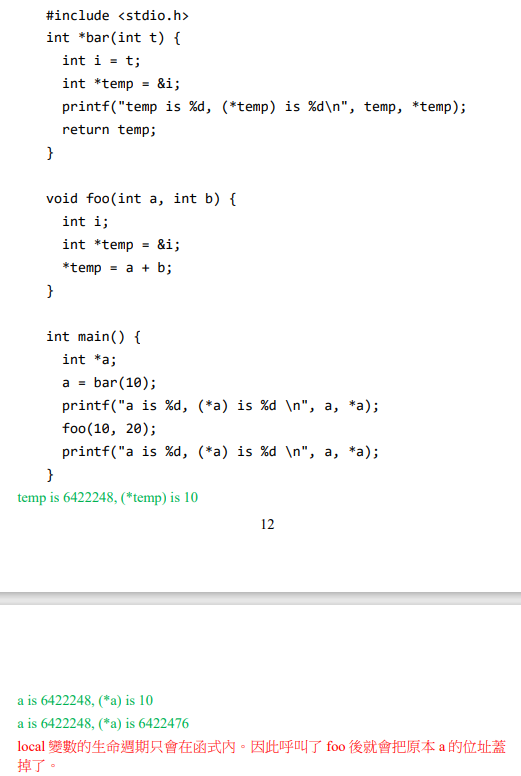 #include <stdio.h>
int *bar(int t) {
int i = t;
int *temp = &i;
printf("temp is %d, (*temp) is %d\n", temp, *temp);
return temp;
}
void foo(int a, int b) {
int i;
int *temp = &i;
*temp = a + b;
}
int main() {
int *a;
a = bar(10);
printf("a is %d, (*a) is %d \n", a, *a);
foo(10, 20);
printf("a is %d, (*a) is %d \n", a, *a);
}
temp is 6422248, (*temp) is 10
12
a is 6422248, (*a) is 10
a is 6422248, (*a) is 6422476
local 變數的生命週期只會在函式內。因此呼叫了 foo 後就會把原本 a 的位址蓋
掉了。